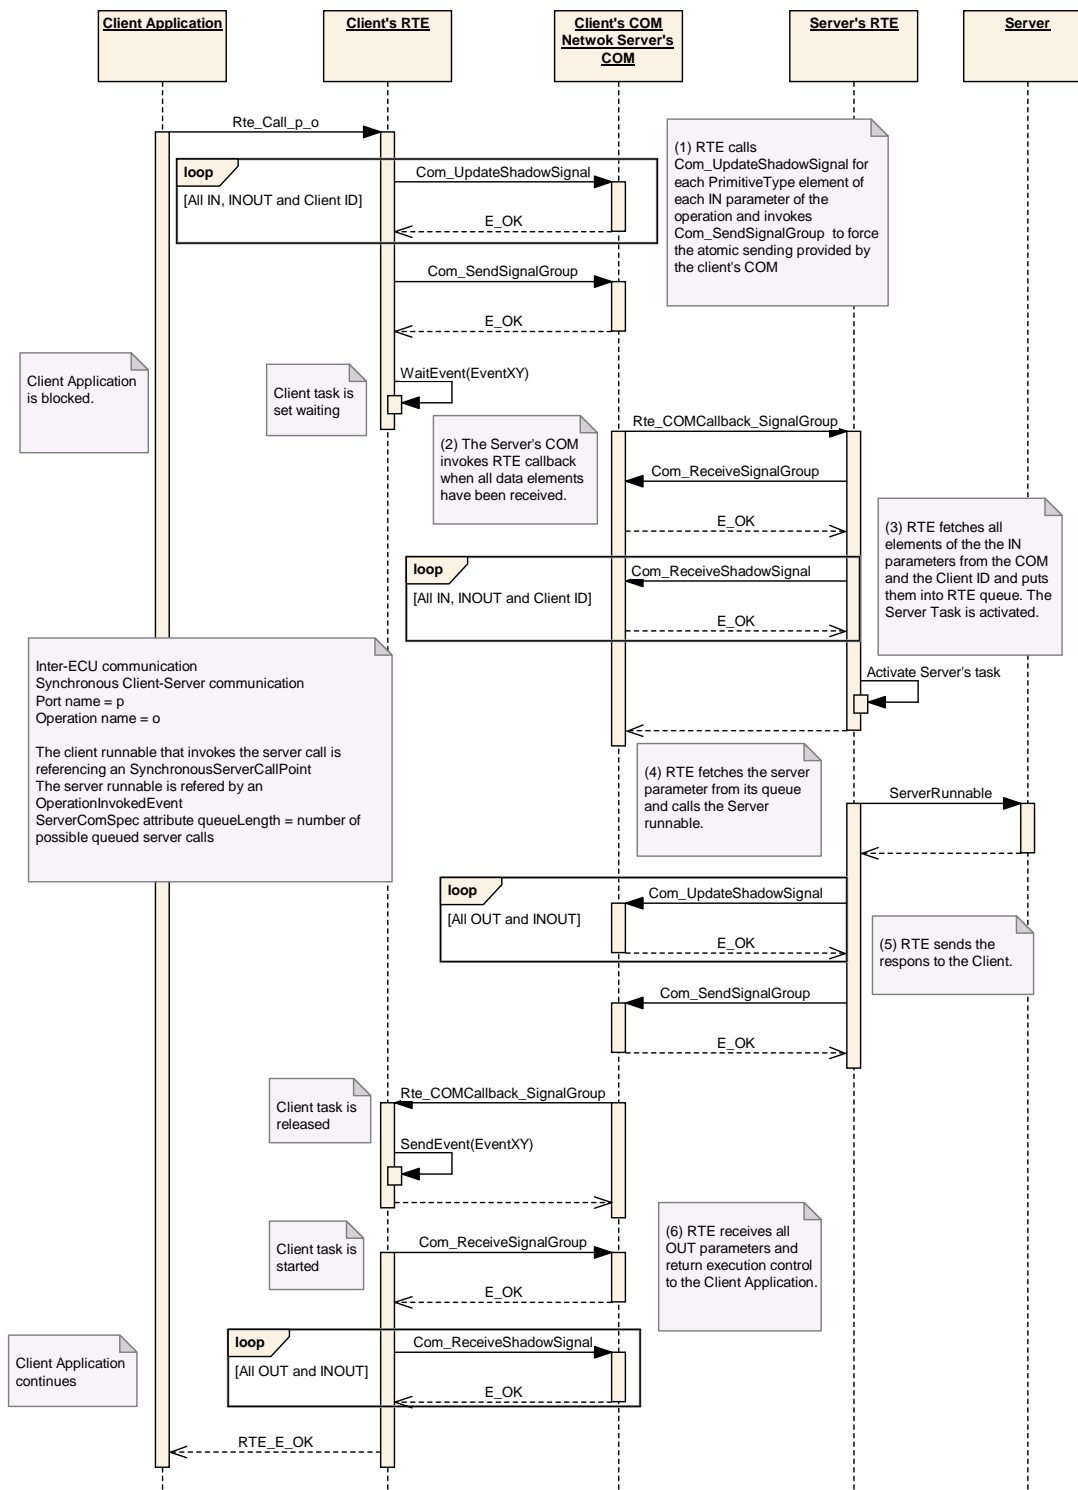 Client Application
Client's RTE
Client's COM
Netwok Server's
COM
Server's RTE
Server
Rte_Call_p_o
(1) RTE calls
Com_UpdateShadowSignal for
each PrimitiveType element of
each IN parameter of the
operation and invokes
Com_SendSignalGroup to force
the atomic sending provided by
the client's COM
loop
[All IN, INOUT and Client ID]
Com_UpdateShadowSignal
E_OK
Com_SendSignalGroup
E_OK
Client Application
is blocked.
Client task is
set waiting
WaitEvent(EventXY)
(2) The Server's COM
invokes RTE callback
when all data elements
have been received.
Rte_COMCallback_SignalGroup
Com_ReceiveSignalGroup
E_OK
(3) RTE fetches all
elements of the the IN
parameters from the COM
and the Client ID and puts
them into RTE queue. The
Server Task is activated.
loop
[All IN, INOUT and Client ID]
Com_ReceiveShadowSignal
E_OK
Inter-ECU communication
Synchronous Client-Server communication
Port name = p
Operation name = o
The client runnable that invokes the server call is
referencing an SynchronousServerCallPoint
The server runnable is refered by an
OperationInvokedEvent
ServerComSpec attribute queueLength = number of
possible queued server calls
Activate Server's task
(4) RTE fetches the server
parameter from its queue
and calls the Server
runnable.
ServerRunnable
loop
[All OUT and INOUT]
Com_UpdateShadowSignal
E_OK
(5) RTE sends the
respons to the Client.
Com_SendSignalGroup
E_OK
Client task is
released
Rte_COMCallback_SignalGroup
SendEvent(EventXY)
Client task is
started
Com_ReceiveSignalGroup
E_OK
(6) RTE receives all
OUT parameters and
return execution control
to the Client Application.
Client Application
continues
loop
[All OUT and INOUT]
Com_ReceiveShadowSignal
E_OK
RTE_E_OK